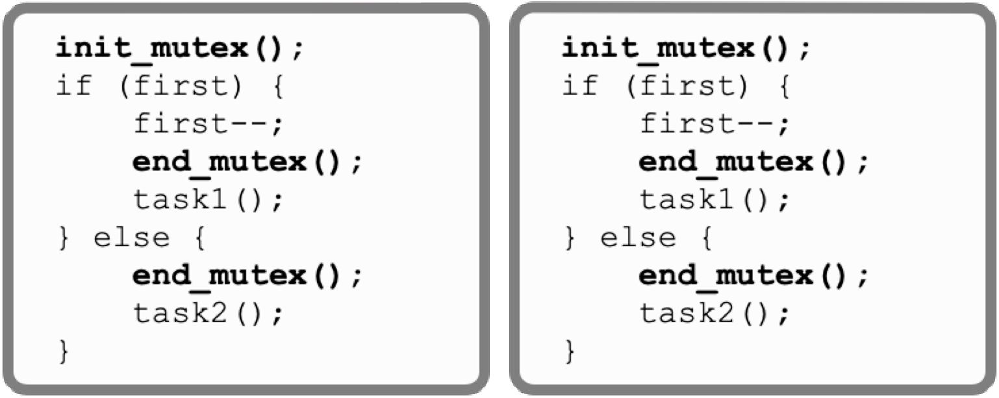 init_mutex();
if (first) {
first--;
end_mutex();
task1();
} else {
end_mutex();
task2();
}
init_mutex();
if (first) {
first--;
end_mutex();
task1();
} else {
end_mutex();
task2();
}